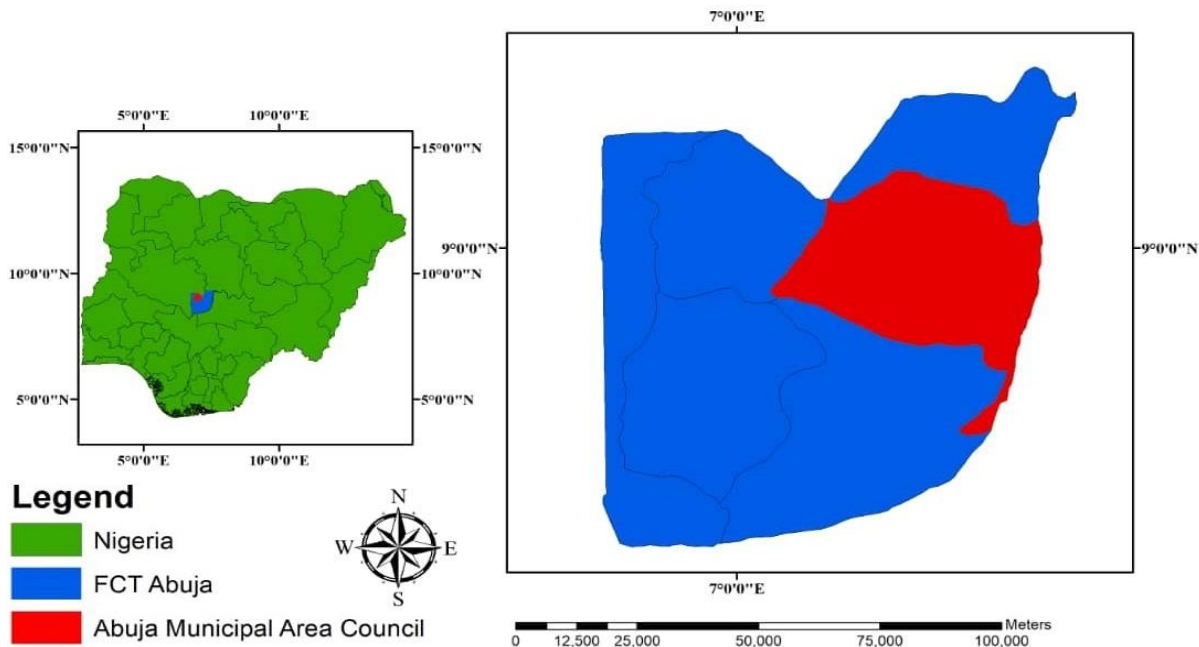 7°0'0"E
5°0'0"E 10°0'0"E
15°0'0"N 15°0'0"N
9°0'0"N 9°0'0"N
10°0'0"N 10°0'0"N
5°0'0"N 5°0'0"N
5°0'0"E 10°0'0"E
Legend
Nigeria
FCT Abuja
Abuja Municipal Area Council
N
W E
S
7°0'0"E
Meters
0 12,500 25,000 50,000 75,000 100,000